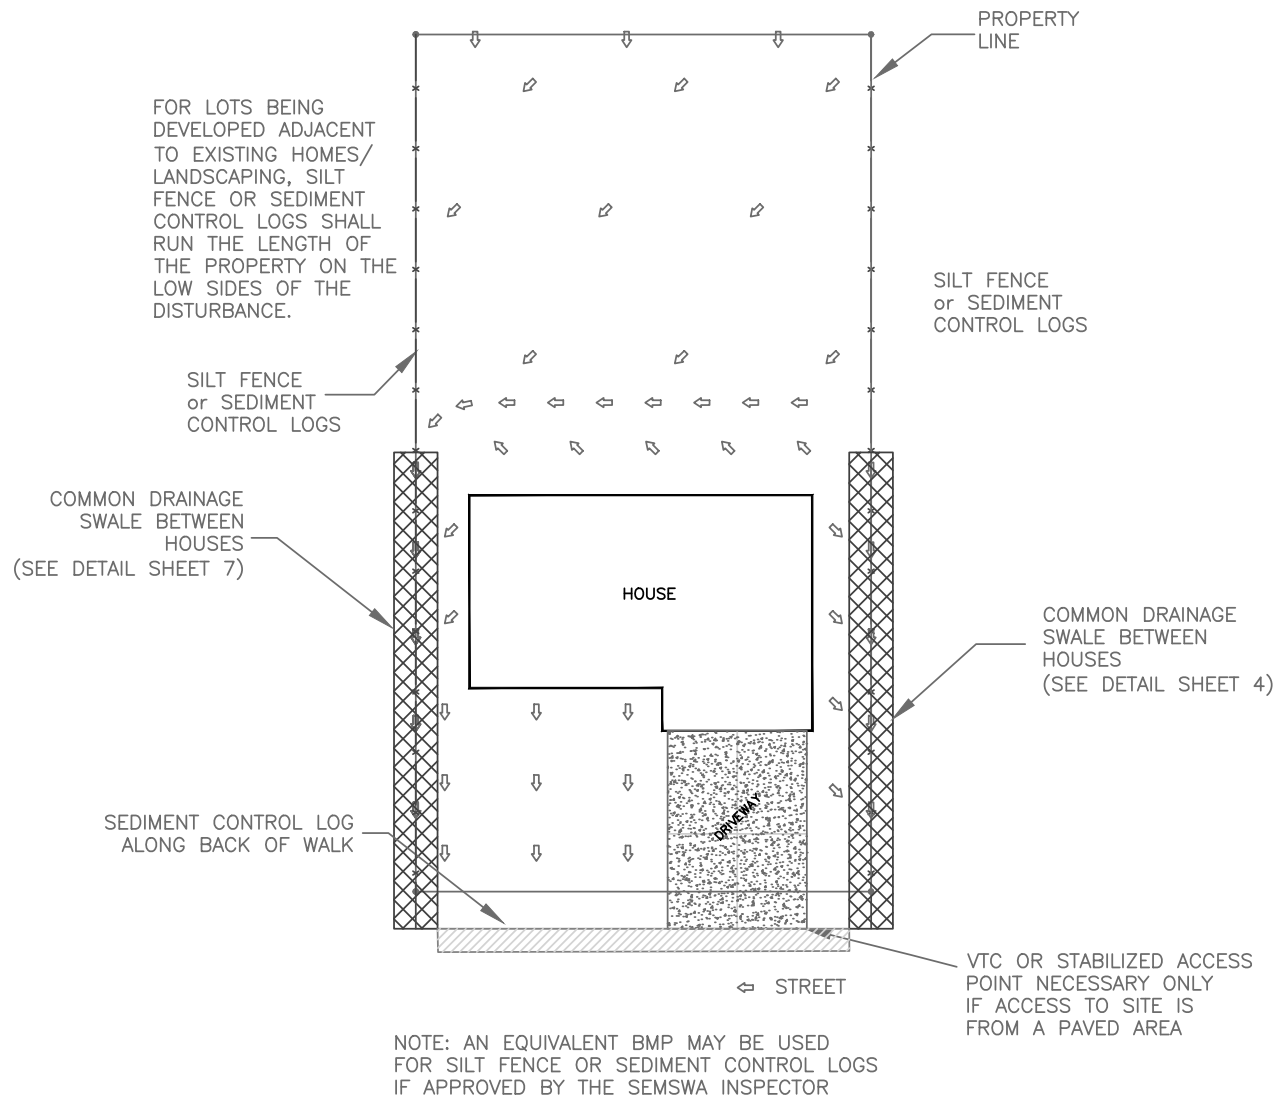 PROPERTY
LINE
FOR LOTS BEING
DEVELOPED ADJACENT
TO EXISTING HOMES/
LANDSCAPING, SILT
FENCE OR SEDIMENT
CONTROL LOGS SHALL
RUN THE LENGTH OF
THE PROPERTY ON THE
LOW SIDES OF THE
DISTURBANCE.
SILT FENCE
or SEDIMENT
CONTROL LOGS
SILT FENCE
or SEDIMENT
CONTROL LOGS
COMMON DRAINAGE
SWALE BETWEEN
HOUSES
(SEE DETAIL SHEET 7)
HOUSE
COMMON DRAINAGE
SWALE BETWEEN
HOUSES
(SEE DETAIL SHEET 4)
DRIVEWAY
SEDIMENT CONTROL LOG
ALONG BACK OF WALK
VTC OR STABILIZED ACCESS
POINT NECESSARY ONLY
IF ACCESS TO SITE IS
FROM A PAVED AREA
STREET
NOTE: AN EQUIVALENT BMP MAY BE USED
FOR SILT FENCE OR SEDIMENT CONTROL LOGS
IF APPROVED BY THE SEMSWA INSPECTOR